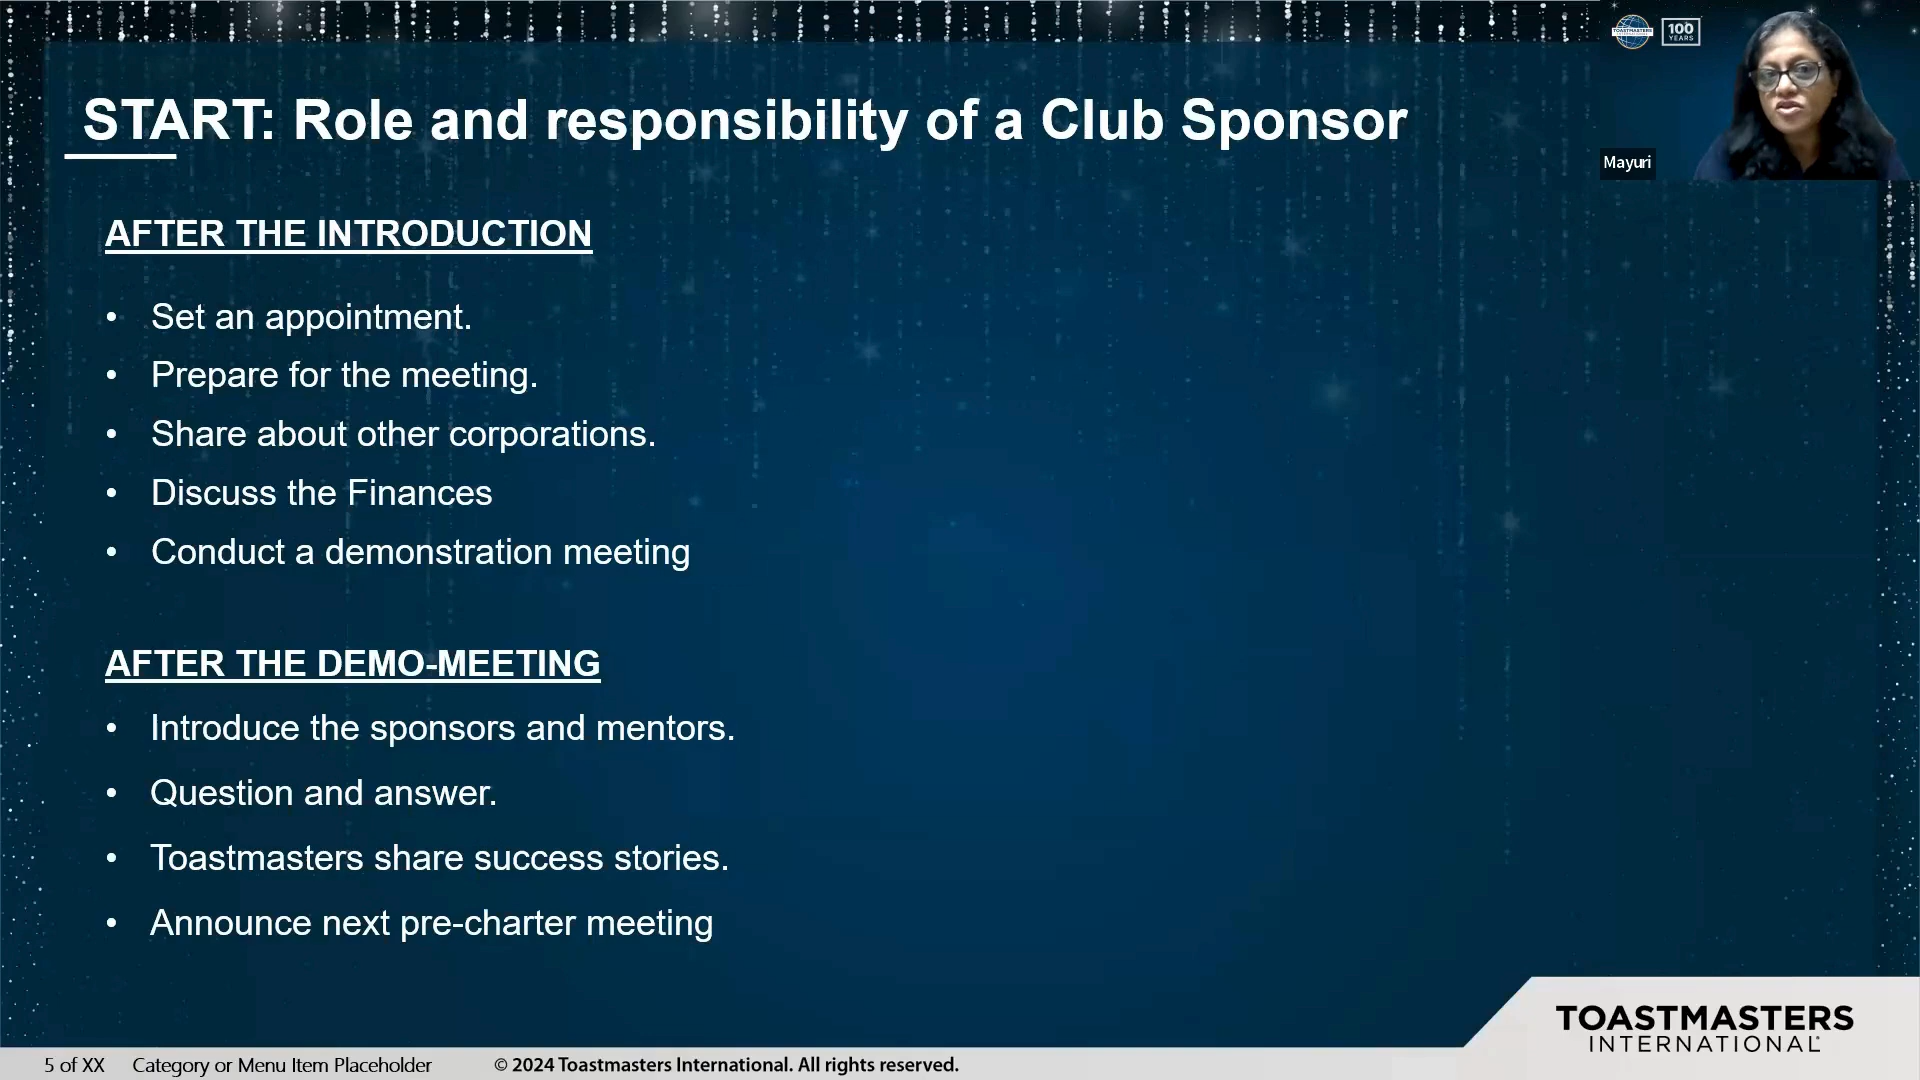 START: Role and responsibility of a Club Sponsor
TOASTMASTERS
100
YEARS
Mayuri
AFTER THE INTRODUCTION
• Set an appointment.
• Prepare for the meeting.
• Share about other corporations.
• Discuss the Finances
• Conduct a demonstration meeting
AFTER THE DEMO-MEETING
• Introduce the sponsors and mentors.
• Question and answer.
• Toastmasters share success stories.
• Announce next pre-charter meeting
TOASTMASTERS
INTERNATIONAL
5 of XX Category or Menu Item Placeholder © 2024 Toastmasters International. All rights reserved.